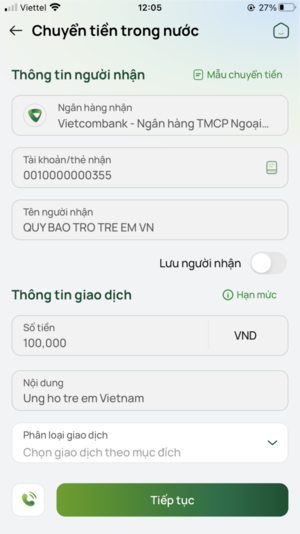 Viettel 12:05 27%
Chuyển tiền trong nước
Thông tin người nhận Mẫu chuyển tiền
Ngân hàng nhận
Vietcombank - Ngân hàng TMCP Ngoại...
Tài khoản/thẻ nhận
0010000000355
Tên người nhận
QUY BAO TRO TRE EM VN
Lưu người nhận
Thông tin giao dịch Hạn mức
Số tiền
100,000 VND
Nội dung
Ung ho tre em Vietnam
Phân loại giao dịch
Chọn giao dịch theo mục đích
Tiếp tục